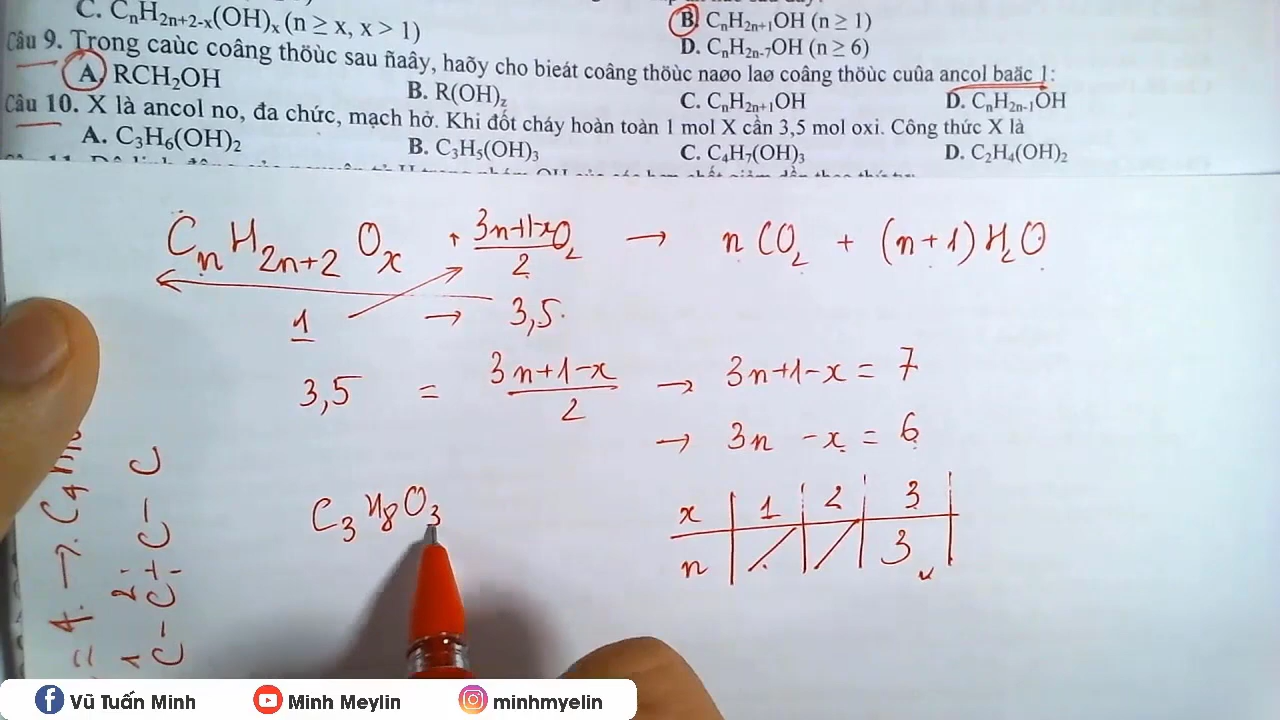 C. CnH2n+2-x(OH)x (n ≥ x, x > 1)
B. CnH2n+1OH (n ≥ 1)
D. CnH2n-7OH (n ≥ 6)
Câu 9. Trong caùc coâng thöùc sau ñaây, haõy cho bieát coâng thöùc naøo laø coâng thöùc cuûa ancol baäc 1:
A. RCH2OH B. R(OH)z C. CnH2n+1OH D. CnH2n-1OH
Câu 10. X là ancol no, đa chức, mạch hở. Khi đốt cháy hoàn toàn 1 mol X cần 3,5 mol oxi. Công thức X là
A. C3H6(OH)2 B. C3H5(OH)3 C. C4H7(OH)3 D. C2H4(OH)2
CnH2n+2Ox + (3n+1-x)/2 O2 → nCO2 + (n+1)H2O
1 → 3,5
3,5 = (3n+1-x)/2 → 3n+1-x = 7
→ 3n - x = 6
C3H8O3
x | 1 | 2 | 3
n | / | / | 3
Vũ Tuấn Minh Minh Meylin minhmyelin